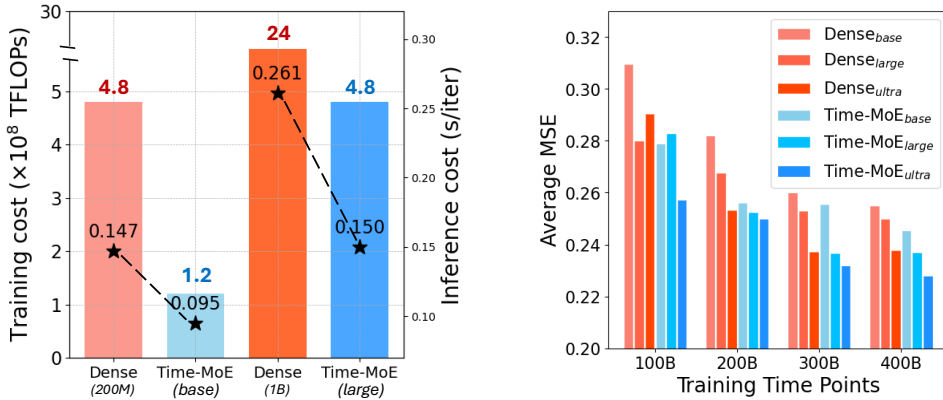 Training cost (×10⁸ TFLOPs)
30
5
4
3
2
1
0
4.8
0.147
1.2
0.095
24
0.261
4.8
0.150
Dense
(200M)
Time-MoE
(base)
Dense
(1B)
Time-MoE
(large)
0.30
0.25
0.20
0.15
0.10
Inference cost (s/iter)
Average MSE
0.32
0.30
0.28
0.26
0.24
0.22
0.20
Dense_base
Dense_large
Dense_ultra
Time-MoE_base
Time-MoE_large
Time-MoE_ultra
100B
200B
300B
400B
Training Time Points